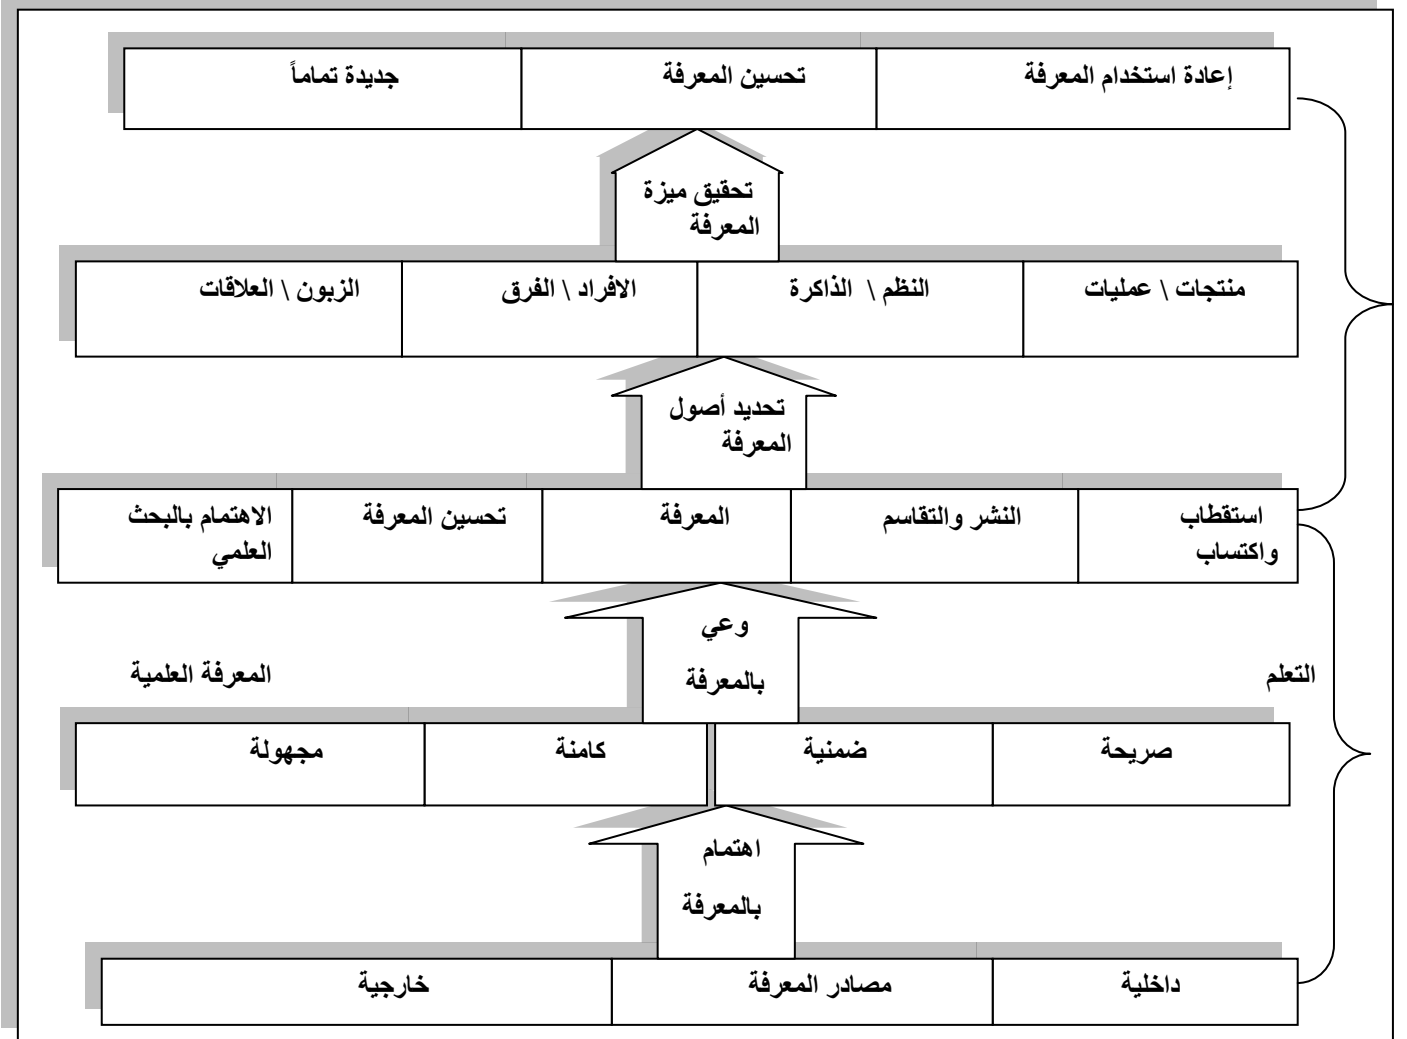 إعادة استخدام المعرفة
تحسين المعرفة
جديدة تماماً
تحقيق ميزة
المعرفة
منتجات \ عمليات
النظم \ الذاكرة
الافراد \ الفرق
الزبون \ العلاقات
تحديد أصول
المعرفة
استقطاب
واكتساب
النشر والتقاسم
المعرفة
تحسين المعرفة
الاهتمام بالبحث
العلمي
وعي
بالمعرفة
التعلم
المعرفة العلمية
صريحة
ضمنية
كامنة
مجهولة
اهتمام
بالمعرفة
داخلية
مصادر المعرفة
خارجية